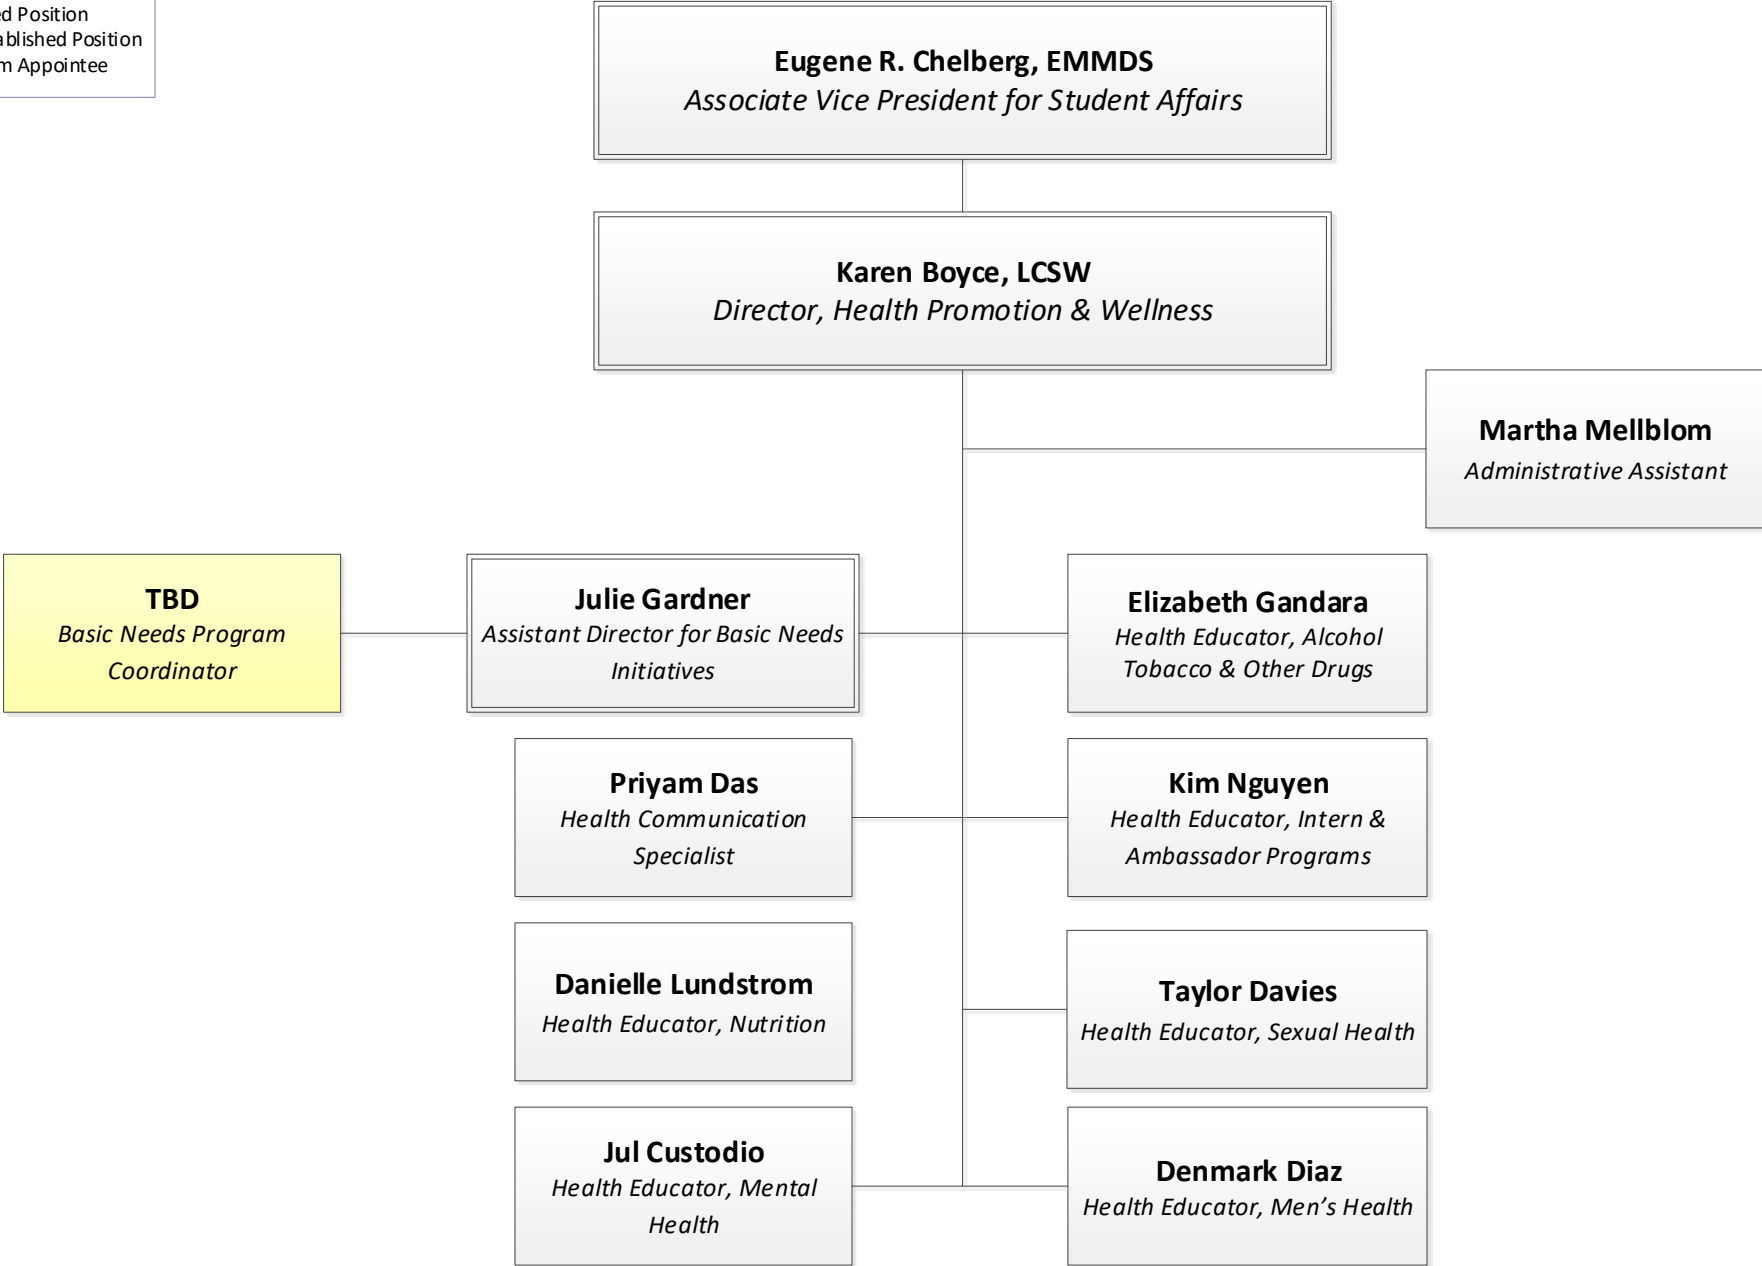 Position
Position
Appointee
Eugene R. Chelberg, EMMDS
Associate Vice President for Student Affairs
Karen Boyce, LCSW
Director, Health Promotion & Wellness
Martha Mellblom
Administrative Assistant
TBD
Basic Needs Program
Coordinator
Julie Gardner
Assistant Director for Basic Needs
Initiatives
Elizabeth Gandara
Health Educator, Alcohol
Tobacco & Other Drugs
Priyam Das
Health Communication
Specialist
Kim Nguyen
Health Educator, Intern &
Ambassador Programs
Danielle Lundstrom
Health Educator, Nutrition
Taylor Davies
Health Educator, Sexual Health
Jul Custodio
Health Educator, Mental
Health
Denmark Diaz
Health Educator, Men’s Health